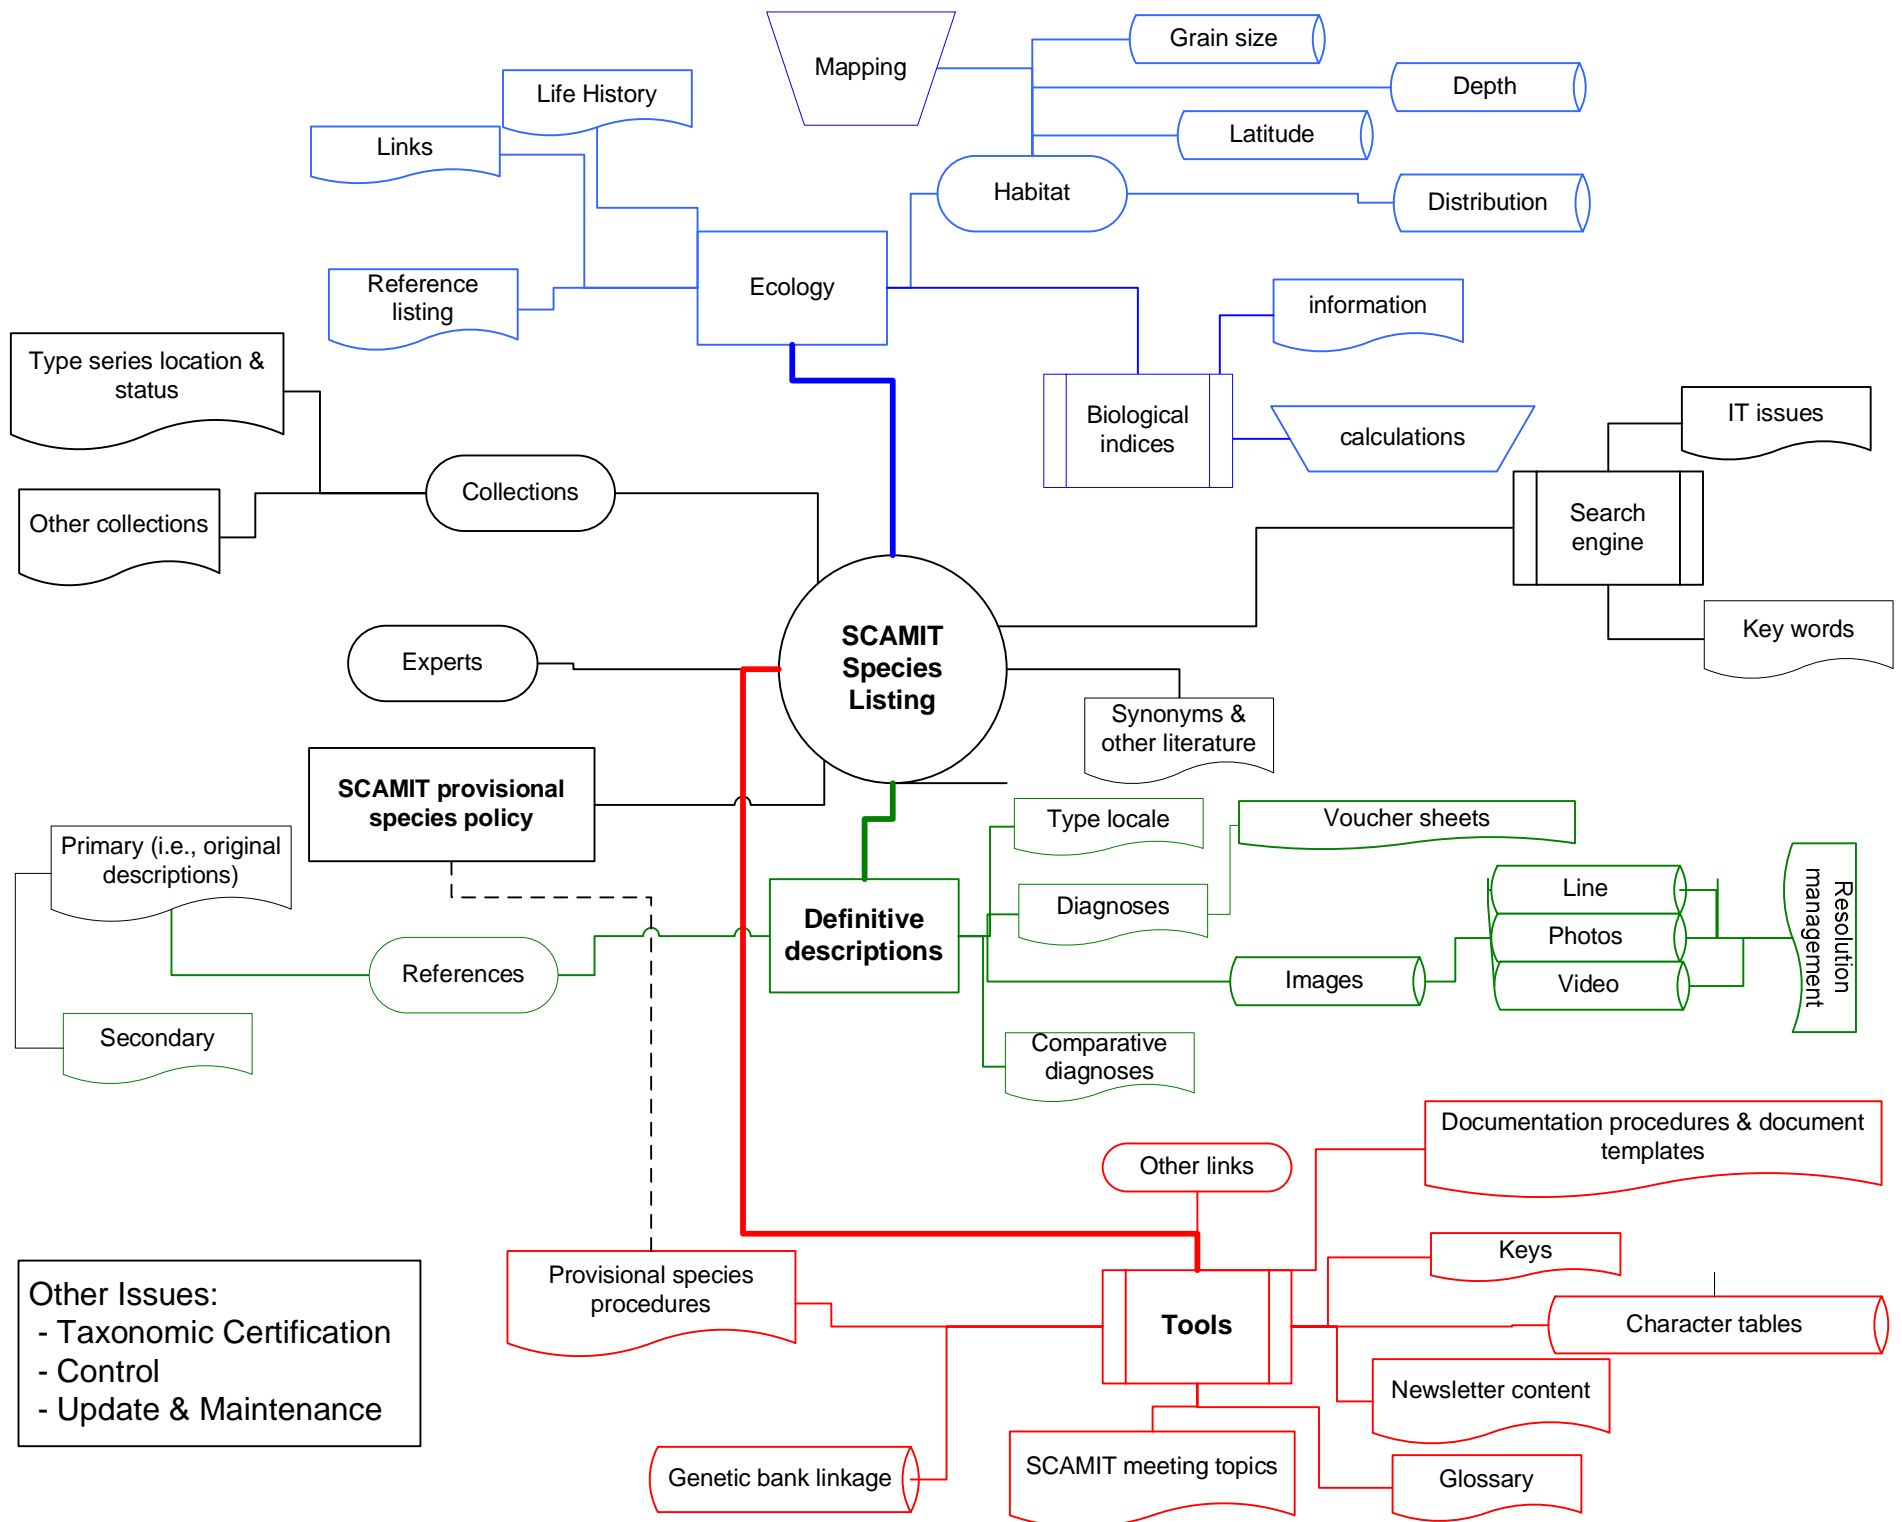 Grain size
Mapping
Depth
Life History
Latitude
Links
Habitat
Distribution
Reference
listing
Ecology
information
Type series location &
status
Biological
indices
IT issues
calculations
Collections
Search
engine
Other collections
SCAMIT
Species
Listing
Key words
Experts
Synonyms &
other literature
SCAMIT provisional
species policy
Type locale
Voucher sheets
Primary (i.e., original
descriptions)
Definitive
descriptions
Diagnoses
Line
Photos
Video
Resolution
management
References
Images
Secondary
Comparative
diagnoses
Documentation procedures & document
templates
Other links
Keys
Provisional species
procedures
Tools
Character tables
Other Issues:
- Taxonomic Certification
- Control
- Update & Maintenance
Newsletter content
SCAMIT meeting topics
Genetic bank linkage
Glossary